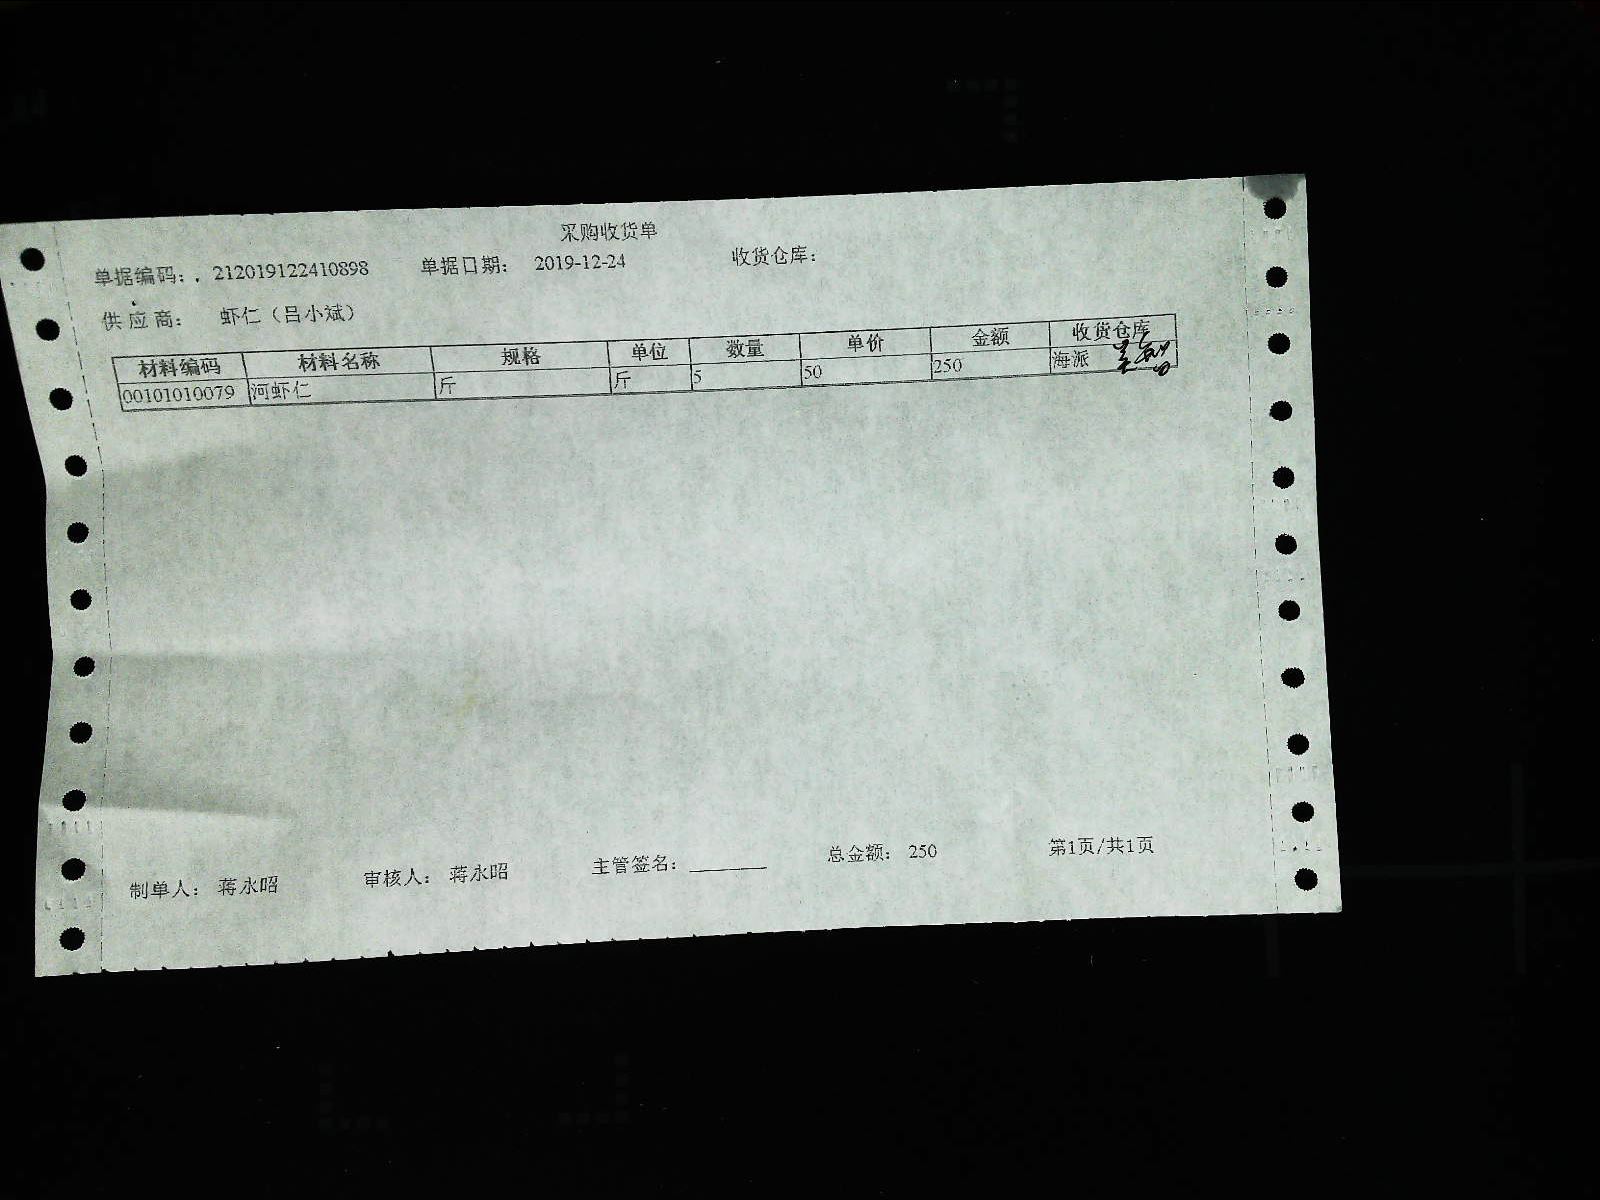 采购收货单
单据编码： 212019122410898 单据日期： 2019-12-24 收货仓库：
供应商： 虾仁（吕小斌）
材料编码 材料名称 规格 单位 数量 单价 金额 收货仓库
00101010079 河虾仁 斤 斤 5 50 250 海派
制单人： 蒋永昭 审核人： 蒋永昭 主管签名： 总金额： 250 第1页/共1页